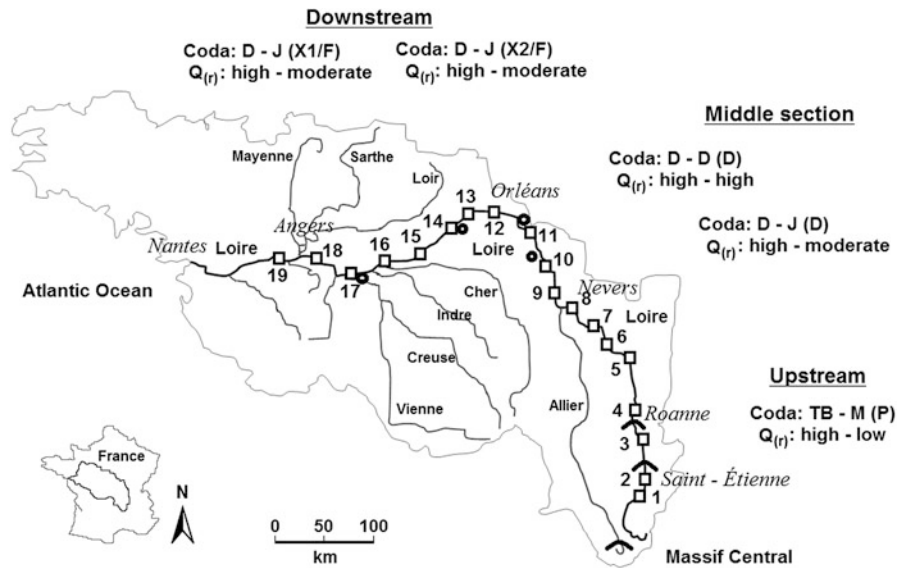 Downstream
Coda: D - J (X1/F)
Q(r): high - moderate
Coda: D - J (X2/F)
Q(r): high - moderate
Middle section
Coda: D - D (D)
Q(r): high - high
Coda: D - J (D)
Q(r): high - moderate
Upstream
Coda: TB - M (P)
Q(r): high - low
Mayenne
Sarthe
Loir
Angers
Nantes
Loire
Atlantic Ocean
19
18
17
16
15
14
13
12
Orléans
Loire
11
10
9
Nevers
8
7
6
5
Loire
Cher
Indre
Creuse
Vienne
Allier
4
Roanne
3
2
Saint - Étienne
1
Massif Central
France
N
0 50 100
km